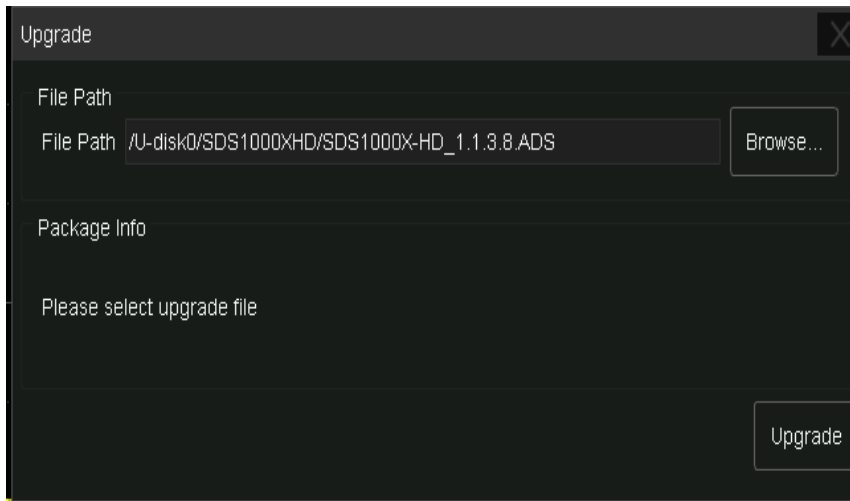 Upgrade X
File Path
File Path /U-disk0/SDS1000XHD/SDS1000X-HD_1.1.3.8.ADS Browse...
Package Info
Please select upgrade file
Upgrade